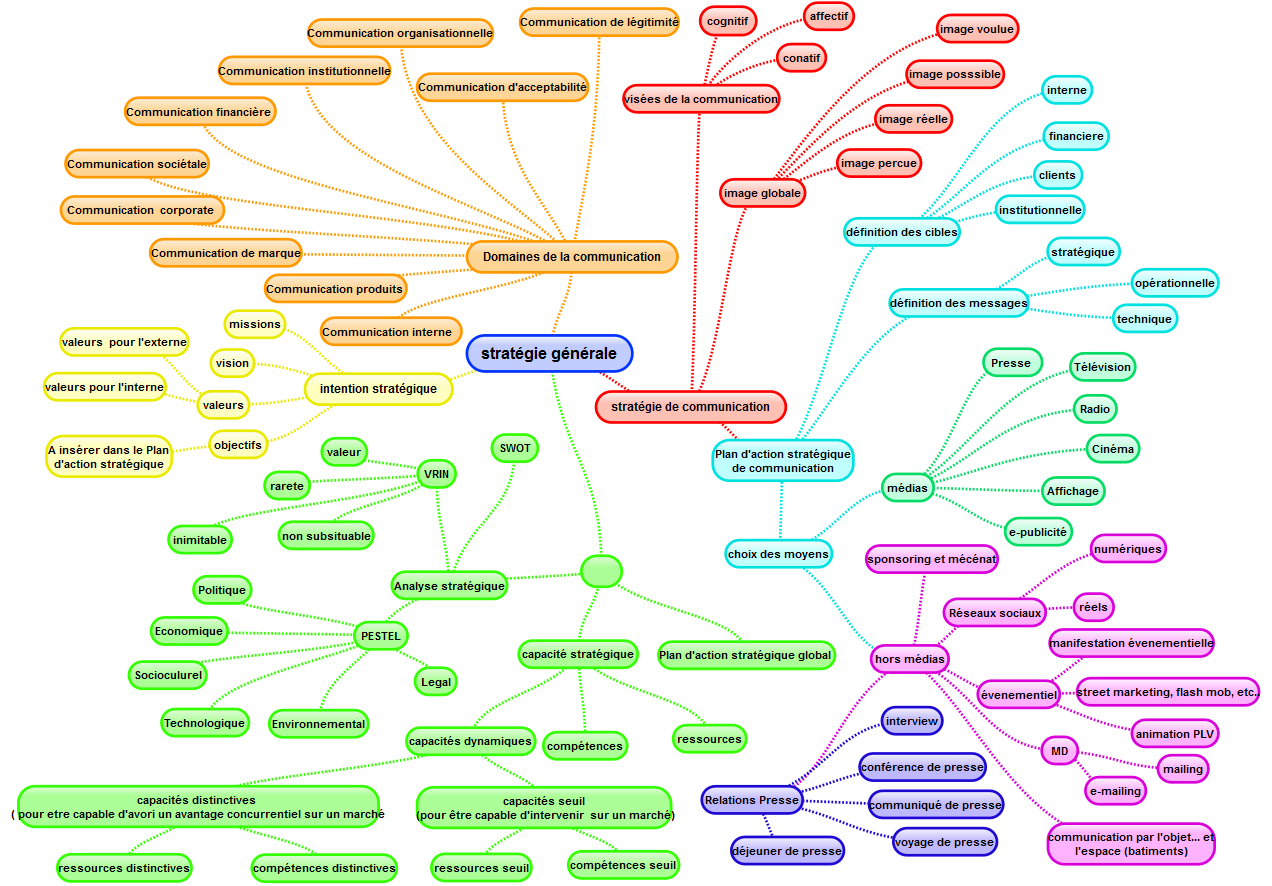 Communication de légitimité
Communication organisationnelle
Communication institutionnelle
Communication d'acceptabilité
Communication financière
Communication sociétale
Communication  corporate
Communication de marque
Communication produits
Communication interne
Domaines de la communication
cognitif
affectif
conatif
visées de la communication
image voulue
image posssible
image réelle
image percue
image globale
interne
financiere
clients
institutionnelle
définition des cibles
stratégique
opérationnelle
technique
définition des messages
stratégie générale
stratégie de communication
Plan d'action stratégique
de communication
choix des moyens
missions
valeurs  pour l'externe
vision
valeurs pour l'interne
valeurs
intention stratégique
objectifs
A insérer dans le Plan
d'action stratégique
Presse
Télévision
Radio
Cinéma
Affichage
e-publicité
médias
valeur
SWOT
VRIN
rarete
inimitable
non subsituable
Analyse stratégique
Politique
Economique
PESTEL
Socioculurel
Legal
Technologique
Environnemental
capacité stratégique
Plan d'action stratégique global
capacités dynamiques
compétences
ressources
capacités distinctives
( pour etre capable d'avori un avantage concurrentiel sur un marché
capacités seuil
(pour être capable d'intervenir  sur un marché)
ressources distinctives
compétences distinctives
ressources seuil
compétences seuil
sponsoring et mécénat
numériques
Réseaux sociaux
réels
hors médias
manifestation évenementielle
évenementiel
street marketing, flash mob, etc..
animation PLV
MD
mailing
e-mailing
communication par l'objet... et
l'espace (batiments)
interview
conférence de presse
Relations Presse
communiqué de presse
voyage de presse
déjeuner de presse